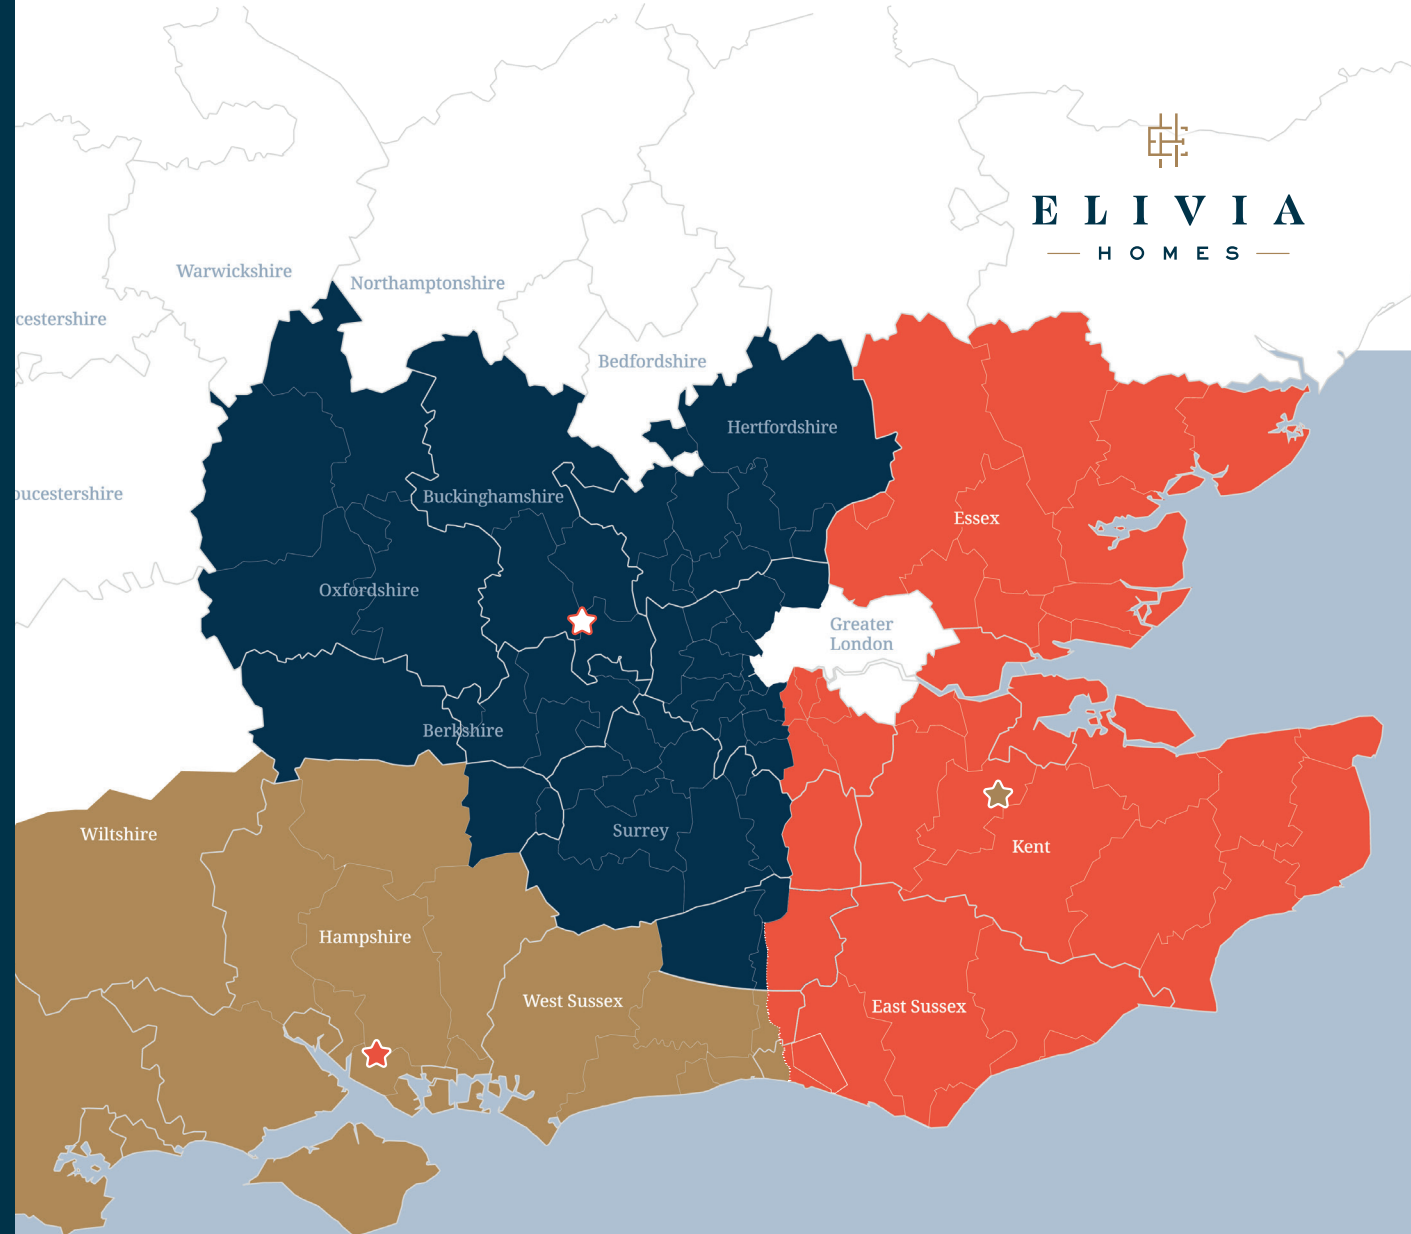 ELIVIA
HOMES
Warwickshire
Northamptonshire
cestershire
Bedfordshire
Hertfordshire
oucestershire
Buckinghamshire
Essex
Oxfordshire
Greater
London
Berkshire
Wiltshire
Surrey
Kent
Hampshire
West Sussex
East Sussex